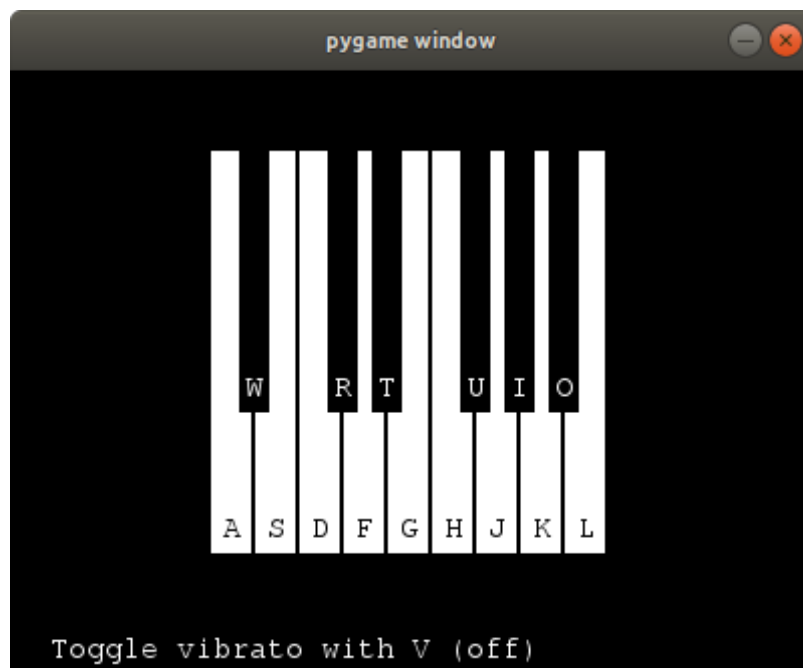 pygame window
W R T U I O
A S D F G H J K L
Toggle vibrato with V (off)